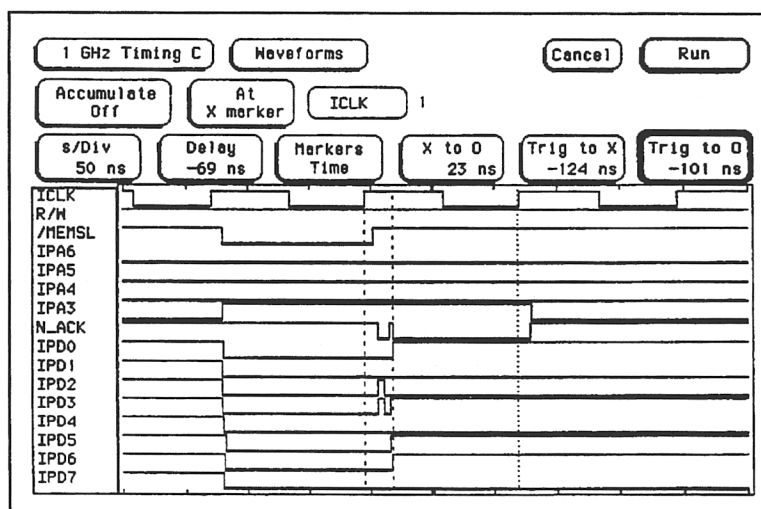 1 GHz Timing C Waveforms Cancel Run
Accumulate Off At X marker ICLK 1
s/Div 50 ns Delay -69 ns Markers Time X to O 23 ns Trig to X -124 ns Trig to O -101 ns
ICLK
R/W
/MEMSL
IPA6
IPA5
IPA4
IPA3
N_ACK
IPD0
IPD1
IPD2
IPD3
IPD4
IPD5
IPD6
IPD7